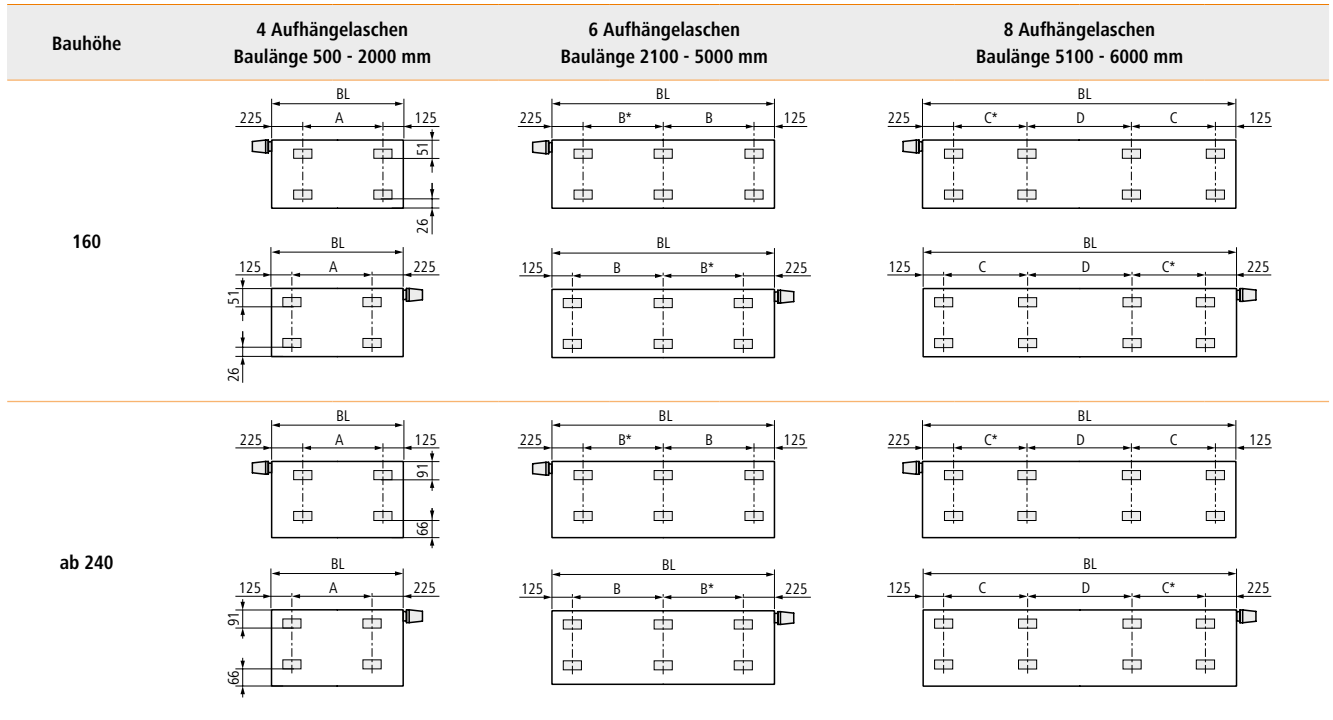 Bauhöhe
4 Aufhängelaschen
Baulänge 500 - 2000 mm
6 Aufhängelaschen
Baulänge 2100 - 5000 mm
8 Aufhängelaschen
Baulänge 5100 - 6000 mm
160
BL
225 A 125
51
26
BL
225 B* B 125
BL
225 C* D C 125
BL
125 A 225
51
26
BL
125 B B* 225
BL
125 C D C* 225
ab 240
BL
225 A 125
91
66
BL
225 B* B 125
BL
225 C* D C 125
BL
125 A 225
91
66
BL
125 B B* 225
BL
125 C D C* 225